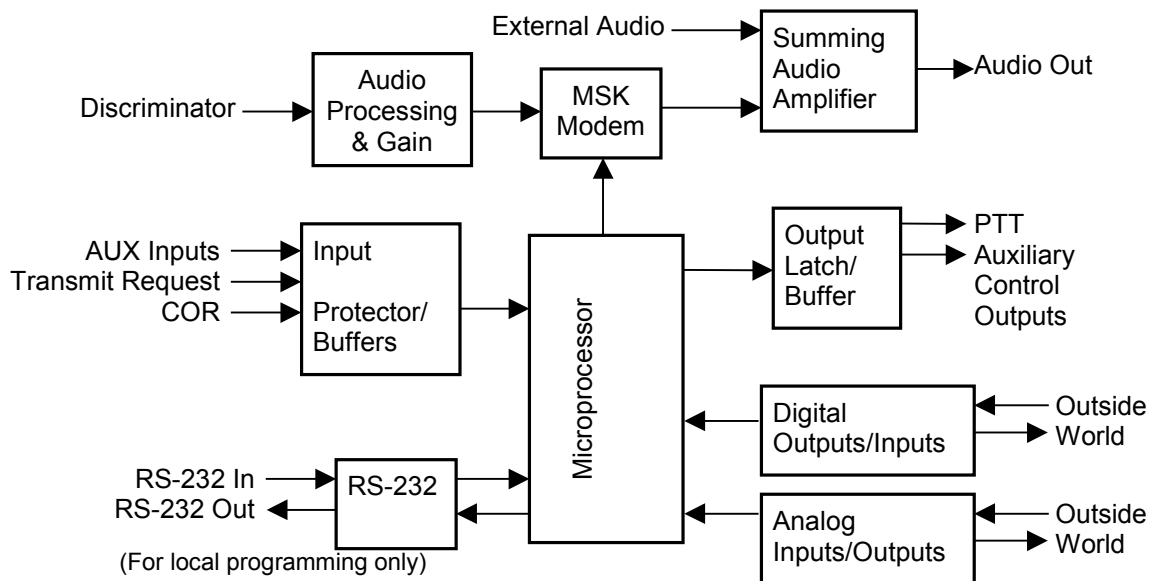 External Audio
Summing
Audio
Amplifier
Audio Out
Discriminator
Audio
Processing
& Gain
MSK
Modem
AUX Inputs
Transmit Request
COR
Input
Protector/
Buffers
Microprocessor
Output
Latch/
Buffer
PTT
Auxiliary
Control
Outputs
Digital
Outputs/Inputs
Outside
World
RS-232 In
RS-232 Out
RS-232
(For local programming only)
Analog
Inputs/Outputs
Outside
World